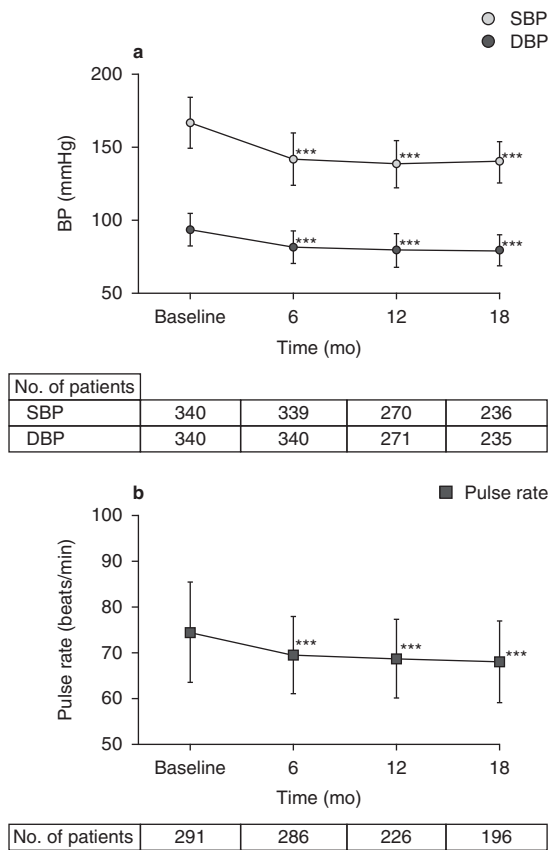 SBP
DBP
a
200
150
100
50
BP (mmHg)
***
***
***
***
***
***
Baseline 6 12 18
Time (mo)
No. of patients
SBP 340 339 270 236
DBP 340 340 271 235
b
Pulse rate
100
90
80
70
60
50
Pulse rate (beats/min)
***
***
***
Baseline 6 12 18
Time (mo)
No. of patients 291 286 226 196